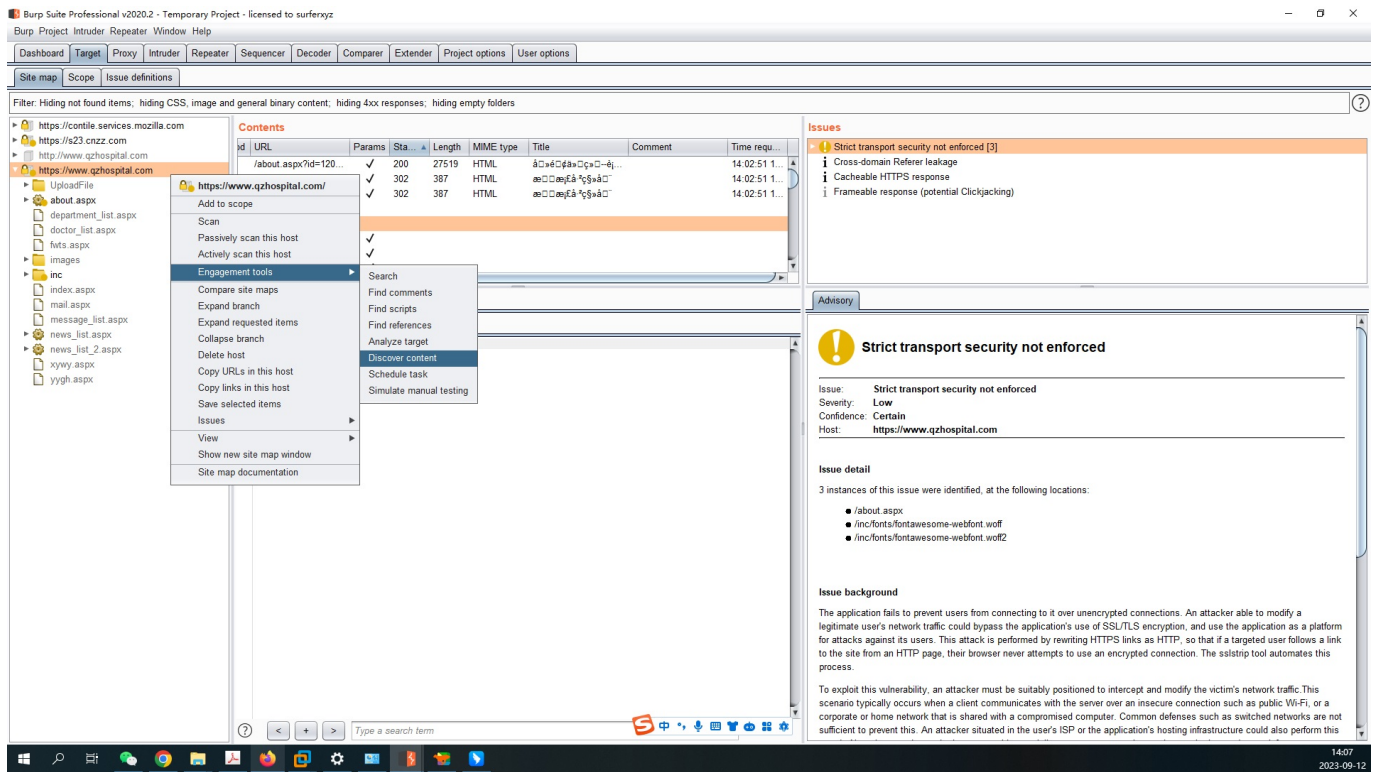 Burp Suite Professional v2020.2 - Temporary Project - licensed to surferxyz
Burp Project Intruder Repeater Window Help
Dashboard Target Proxy Intruder Repeater Sequencer Decoder Comparer Extender Project options User options
Site map Scope Issue definitions
Filter: Hiding not found items; hiding CSS, image and general binary content; hiding 4xx responses; hiding empty folders
https://contile.services.mozilla.com
https://s23.cnzz.com
http://www.qzhospital.com
https://www.qzhospital.com
UploadFile
about.aspx
department_list.aspx
doctor_list.aspx
fwts.aspx
images
inc
index.aspx
mail.aspx
message_list.aspx
news_list.aspx
news_list_2.aspx
xywy.aspx
yygh.aspx
https://www.qzhospital.com/
Add to scope
Scan
Passively scan this host
Actively scan this host
Engagement tools
Compare site maps
Expand branch
Expand requested items
Collapse branch
Delete host
Copy URLs in this host
Copy links in this host
Save selected items
Issues
View
Show new site map window
Site map documentation
Search
Find comments
Find scripts
Find references
Analyze target
Discover content
Schedule task
Simulate manual testing
Contents
URL Params Sta... Length MIME type Title Comment Time requ...
/about.aspx?id=120... 200 27519 HTML 14:02:51 1...
302 387 HTML 14:02:51 1...
302 387 HTML 14:02:51 1...
Type a search term
< + >
中
Issues
Strict transport security not enforced [3]
Cross-domain Referer leakage
Cacheable HTTPS response
Frameable response (potential Clickjacking)
Advisory
Strict transport security not enforced
Issue: Strict transport security not enforced
Severity: Low
Confidence: Certain
Host: https://www.qzhospital.com
Issue detail
3 instances of this issue were identified, at the following locations:
/about.aspx
/inc/fonts/fontawesome-webfont.woff
/inc/fonts/fontawesome-webfont.woff2
Issue background
The application fails to prevent users from connecting to it over unencrypted connections. An attacker able to modify a
legitimate user's network traffic could bypass the application's use of SSL/TLS encryption, and use the application as a platform
for attacks against its users. This attack is performed by rewriting HTTPS links as HTTP, so that if a targeted user follows a link
to the site from an HTTP page, their browser never attempts to use an encrypted connection. The sslstrip tool automates this
process.
To exploit this vulnerability, an attacker must be suitably positioned to intercept and modify the victim's network traffic.This
scenario typically occurs when a client communicates with the server over an insecure connection such as public Wi-Fi, or a
corporate or home network that is shared with a compromised computer. Common defenses such as switched networks are not
sufficient to prevent this. An attacker situated in the user's ISP or the application's hosting infrastructure could also perform this
14:07
2023-09-12